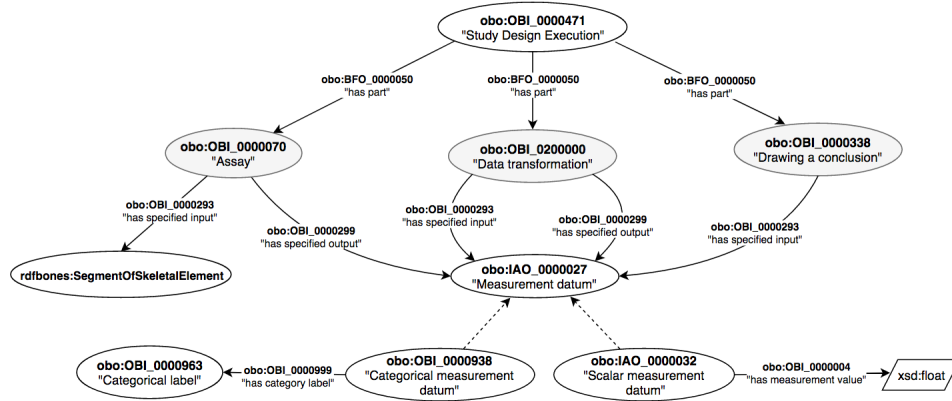 obo:OBI_0000471
"Study Design Execution"
obo:BFO_0000050
"has part"
obo:BFO_0000050
"has part"
obo:BFO_0000050
"has part"
obo:OBI_0000070
"Assay"
obo:OBI_0200000
"Data transformation"
obo:OBI_0000338
"Drawing a conclusion"
obo:OBI_0000293
"has specified input"
obo:OBI_0000299
"has specified output"
obo:OBI_0000293
"has specified input"
obo:OBI_0000299
"has specified output"
obo:OBI_0000293
"has specified input"
rdfbones:SegmentOfSkeletalElement
obo:IAO_0000027
"Measurement datum"
obo:OBI_0000963
"Categorical label"
obo:OBI_0000999
"has category label"
obo:OBI_0000938
"Categorical measurement
datum"
obo:IAO_0000032
"Scalar measurement
datum"
obo:OBI_0000004
"has measurement value"
xsd:float